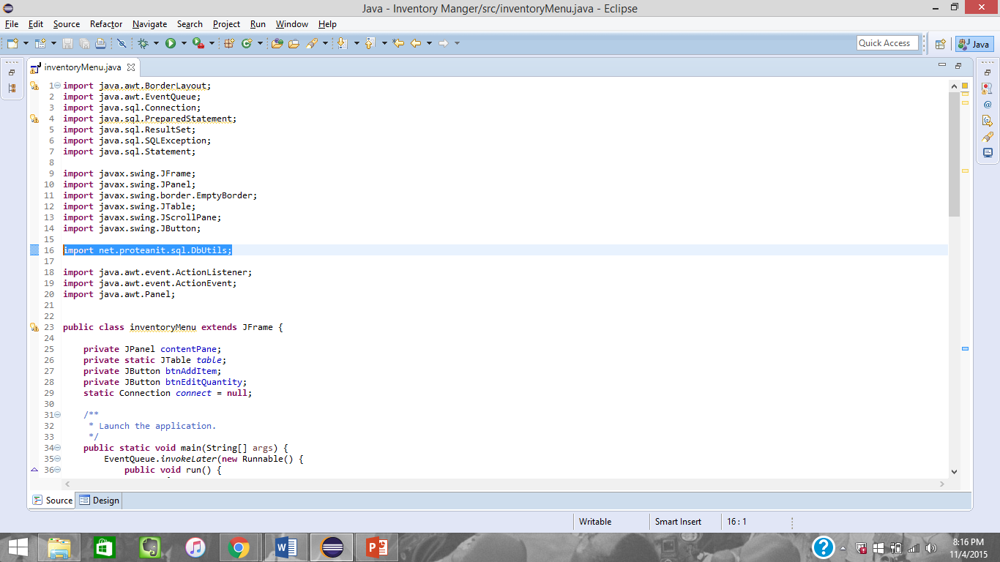 Java - Inventory Manger/src/inventoryMenu.java - Eclipse
File Edit Source Refactor Navigate Search Project Run Window Help
Quick Access
Java
inventoryMenu.java
1 import java.awt.BorderLayout;
2 import java.awt.EventQueue;
3 import java.sql.Connection;
4 import java.sql.PreparedStatement;
5 import java.sql.ResultSet;
6 import java.sql.SQLException;
7 import java.sql.Statement;
8
9 import javax.swing.JFrame;
10 import javax.swing.JPanel;
11 import javax.swing.border.EmptyBorder;
12 import javax.swing.JTable;
13 import javax.swing.JScrollPane;
14 import javax.swing.JButton;
15
16 import net.proteanit.sql.DbUtils;
17
18 import java.awt.event.ActionListener;
19 import java.awt.event.ActionEvent;
20 import java.awt.Panel;
21
22
23 public class inventoryMenu extends JFrame {
24
25 private JPanel contentPane;
26 private static JTable table;
27 private JButton btnAddItem;
28 private JButton btnEditQuantity;
29 static Connection connect = null;
30
31 /**
32 * Launch the application.
33 */
34 public static void main(String[] args) {
35 EventQueue.invokeLater(new Runnable() {
36 public void run() {
Source Design
Writable Smart Insert 16 : 1
8:16 PM
11/4/2015